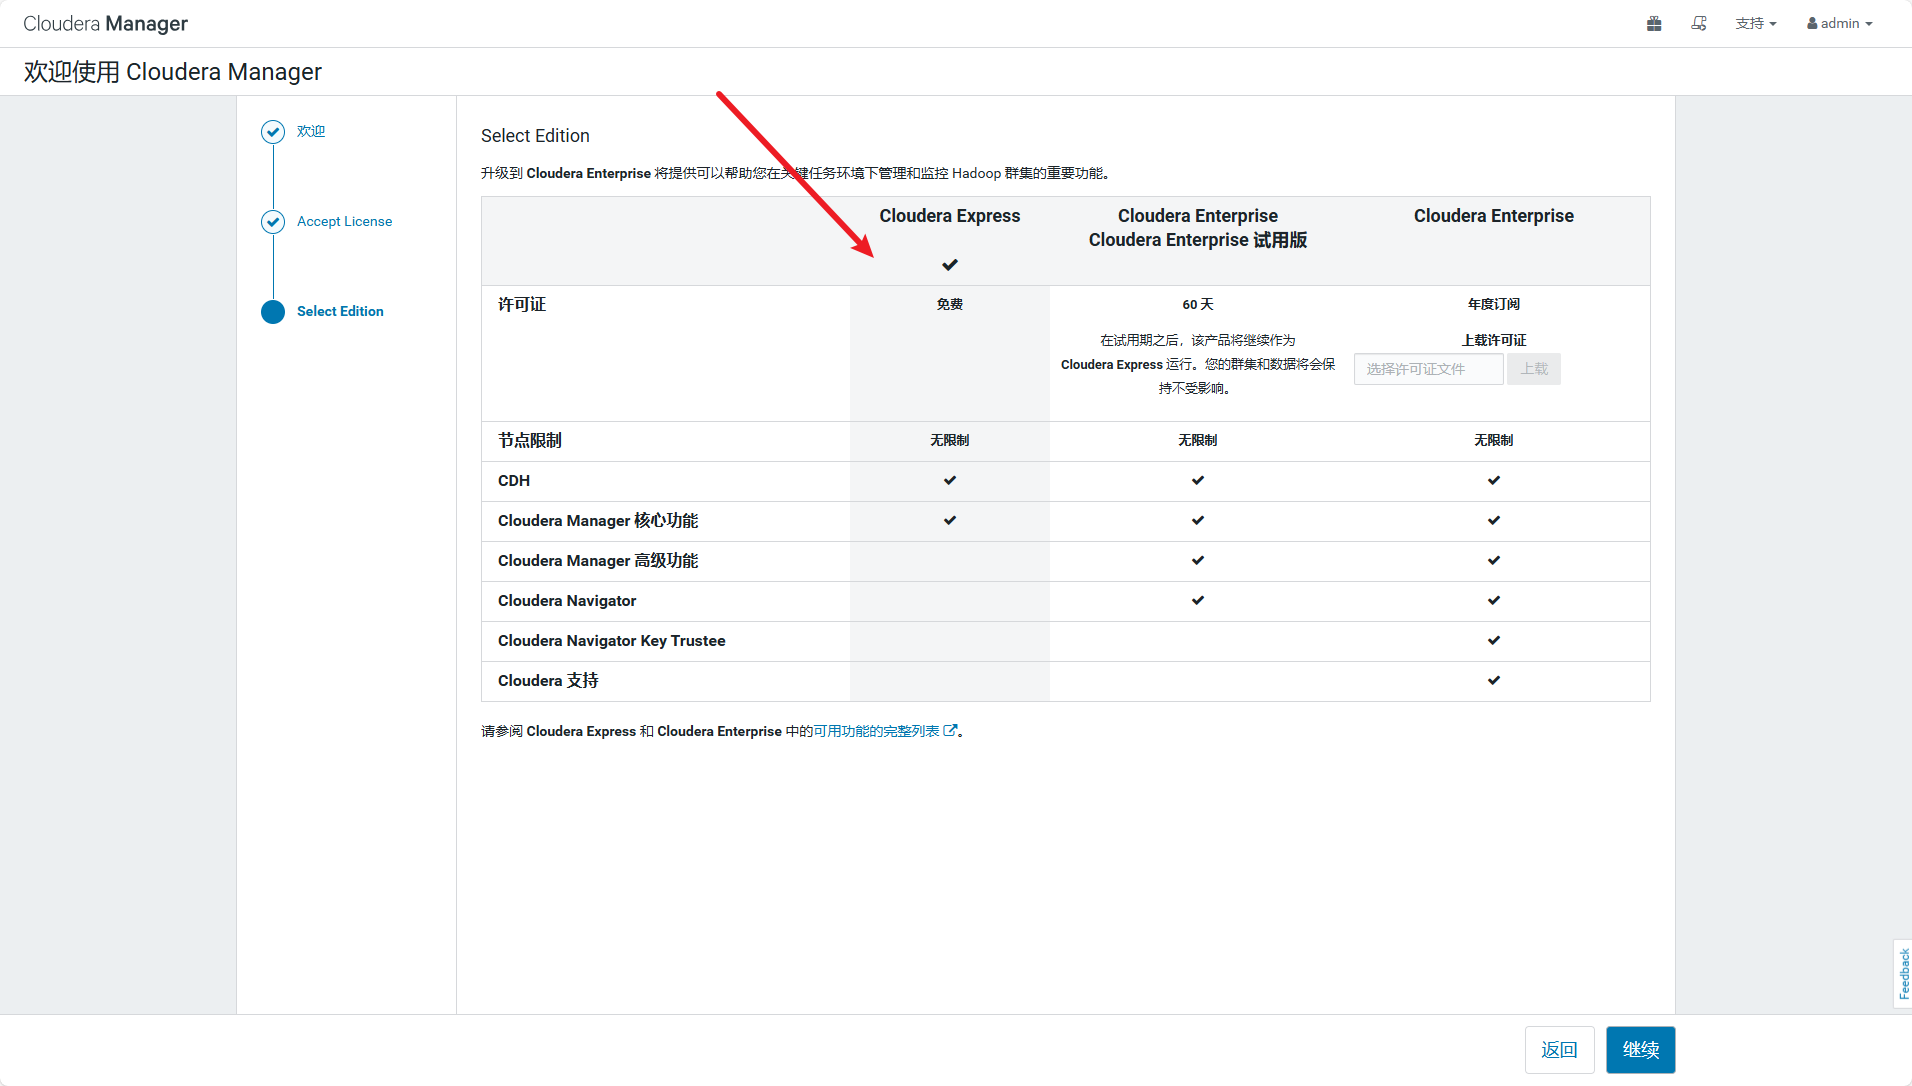 Cloudera Manager
支持
admin
欢迎使用 Cloudera Manager
欢迎
Accept License
Select Edition
Select Edition
升级到 Cloudera Enterprise 将提供可以帮助您在关键任务环境下管理和监控 Hadoop 群集的重要功能。
Cloudera Express
Cloudera Enterprise
Cloudera Enterprise 试用版
Cloudera Enterprise
许可证
免费
60 天
在试用期之后，该产品将继续作为
Cloudera Express 运行。您的群集和数据将会保
持不受影响。
年度订阅
上载许可证
选择许可证文件
上载
节点限制
无限制
无限制
无限制
CDH
Cloudera Manager 核心功能
Cloudera Manager 高级功能
Cloudera Navigator
Cloudera Navigator Key Trustee
Cloudera 支持
请参阅 Cloudera Express 和 Cloudera Enterprise 中的可用功能的完整列表。
Feedback
返回
继续